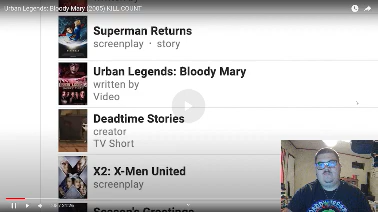 Urban Legends: Bloody Mary (2005) KILL COUNT
Superman Returns
screenplay · story
Urban Legends: Bloody Mary
written by
Video
Deadtime Stories
creator
TV Short
X2: X-Men United
screenplay
Season's Greetings